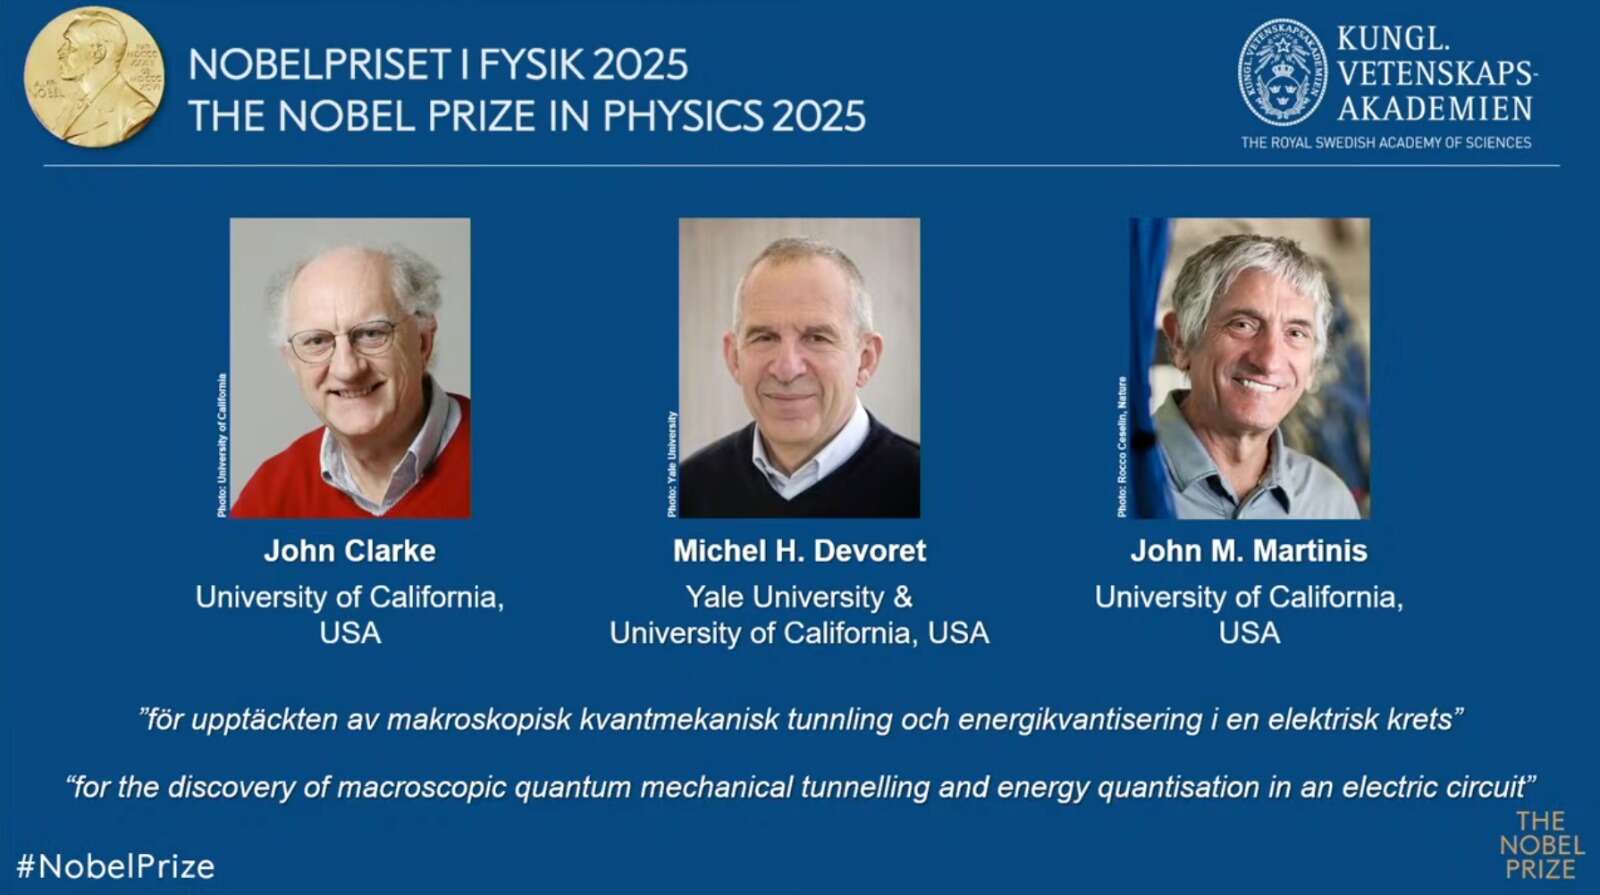 NOBELPRISET I FYSIK 2025
THE NOBEL PRIZE IN PHYSICS 2025
KUNGL.
VETENSKAPS-
AKADEMIEN
THE ROYAL SWEDISH ACADEMY OF SCIENCES
Photo: University of California
Photo: Yale University
Photo: Rocco Ceselin, Nature
John Clarke
University of California,
USA
Michel H. Devoret
Yale University &
University of California, USA
John M. Martinis
University of California,
USA
”för upptäckten av makroskopisk kvantmekanisk tunnling och energikvantisering i en elektrisk krets”
“for the discovery of macroscopic quantum mechanical tunnelling and energy quantisation in an electric circuit”
#NobelPrize
THE
NOBEL
PRIZE